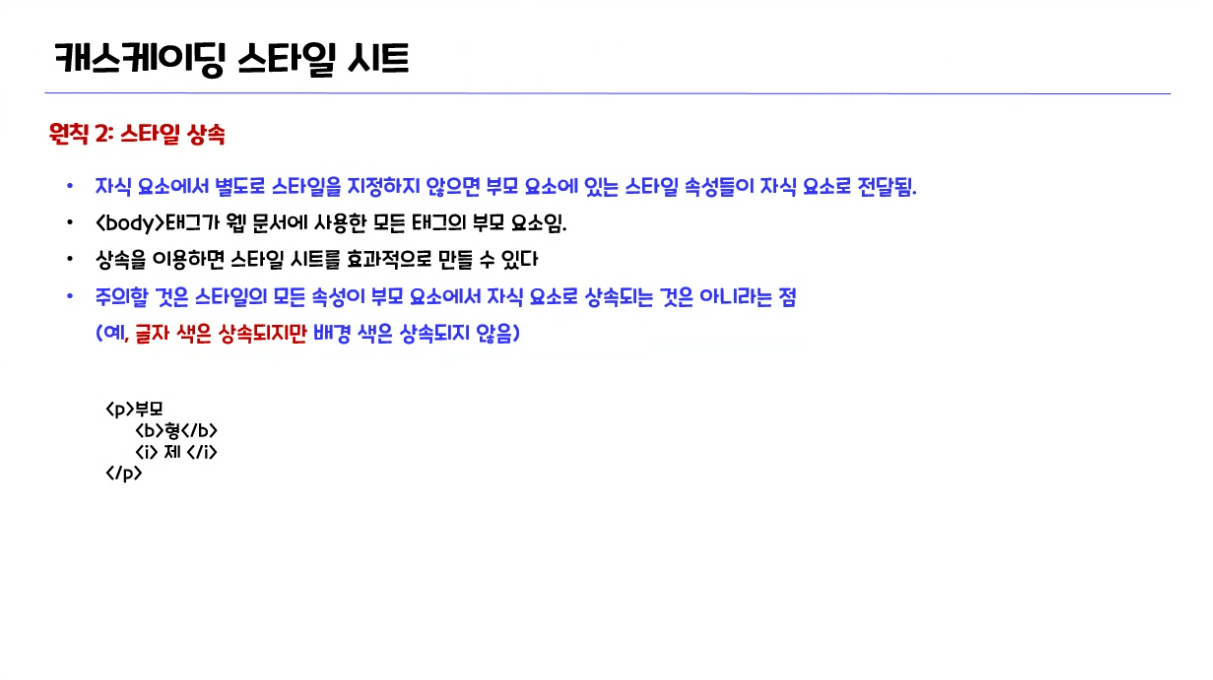 캐스케이딩 스타일 시트
원칙 2: 스타일 상속
• 자식 요소에서 별도로 스타일을 지정하지 않으면 부모 요소에 있는 스타일 속성들이 자식 요소로 전달됨.
• <body>태그가 웹 문서에 사용한 모든 태그의 부모 요소임.
• 상속을 이용하면 스타일 시트를 효과적으로 만들 수 있다
• 주의할 것은 스타일의 모든 속성이 부모 요소에서 자식 요소로 상속되는 것은 아니라는 점
(예, 글자 색은 상속되지만 배경 색은 상속되지 않음)
<p>부모
<b>형</b>
<i> 제 </i>
</p>